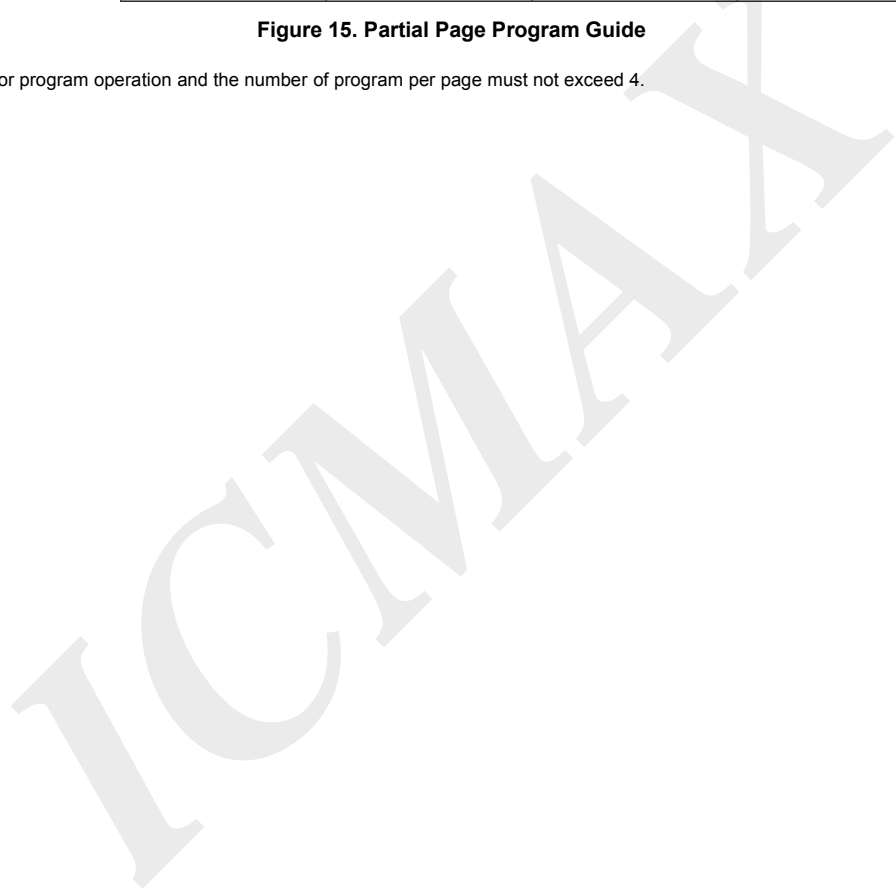 Figure 15. Partial Page Program Guide
or program operation and the number of program per page must not exceed 4.
ICMAX